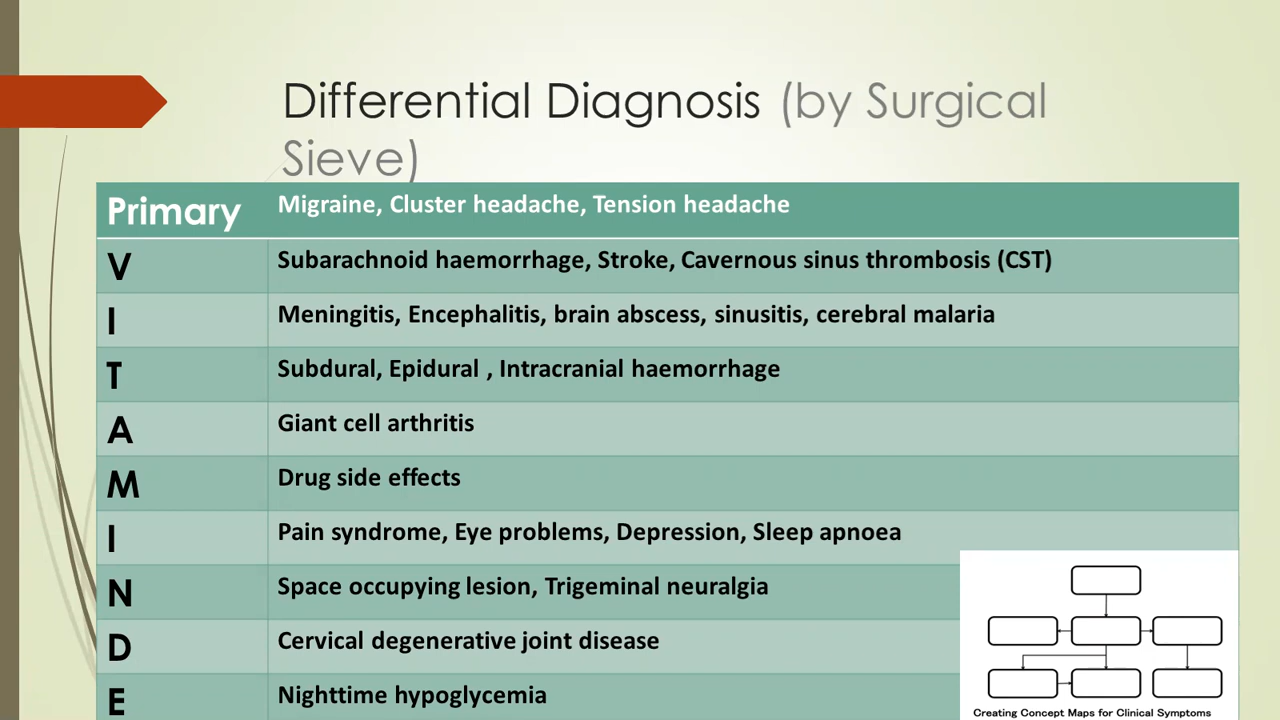 Differential Diagnosis (by Surgical
Sieve)
Primary Migraine, Cluster headache, Tension headache
V Subarachnoid haemorrhage, Stroke, Cavernous sinus thrombosis (CST)
I Meningitis, Encephalitis, brain abscess, sinusitis, cerebral malaria
T Subdural, Epidural , Intracranial haemorrhage
A Giant cell arthritis
M Drug side effects
I Pain syndrome, Eye problems, Depression, Sleep apnoea
N Space occupying lesion, Trigeminal neuralgia
D Cervical degenerative joint disease
E Nighttime hypoglycemia
Creating Concept Maps for Clinical Symptoms